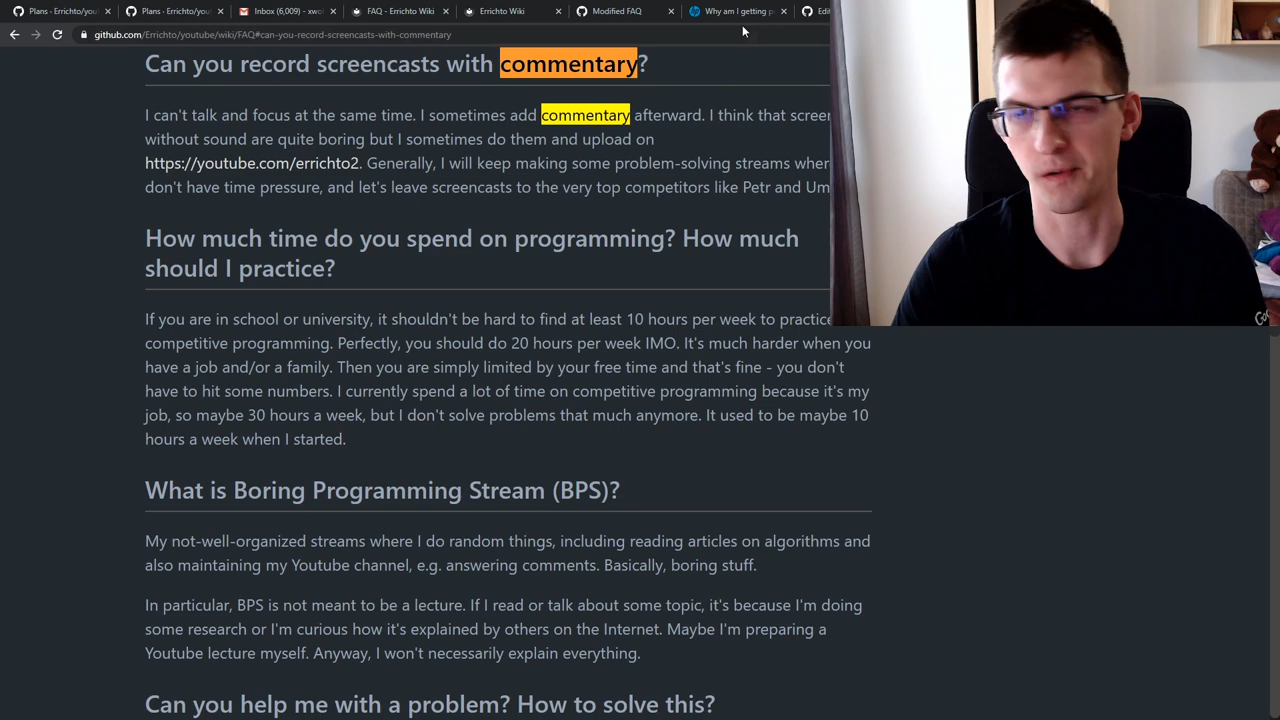 Plans - Errichto/you
Plans - Errichto/you
Inbox (6,009) - xwo
FAQ - Errichto Wiki
Errichto Wiki
Modified FAQ
Why am I getting p
Edi
github.com/Errichto/youtube/wiki/FAQ#can-you-record-screencasts-with-commentary
Can you record screencasts with commentary?
I can't talk and focus at the same time. I sometimes add commentary afterward. I think that screen
without sound are quite boring but I sometimes do them and upload on
https://youtube.com/errichto2. Generally, I will keep making some problem-solving streams wher
don't have time pressure, and let's leave screencasts to the very top competitors like Petr and Um
How much time do you spend on programming? How much
should I practice?
If you are in school or university, it shouldn't be hard to find at least 10 hours per week to practice
competitive programming. Perfectly, you should do 20 hours per week IMO. It's much harder when you
have a job and/or a family. Then you are simply limited by your free time and that's fine - you don't
have to hit some numbers. I currently spend a lot of time on competitive programming because it's my
job, so maybe 30 hours a week, but I don't solve problems that much anymore. It used to be maybe 10
hours a week when I started.
What is Boring Programming Stream (BPS)?
My not-well-organized streams where I do random things, including reading articles on algorithms and
also maintaining my Youtube channel, e.g. answering comments. Basically, boring stuff.
In particular, BPS is not meant to be a lecture. If I read or talk about some topic, it's because I'm doing
some research or I'm curious how it's explained by others on the Internet. Maybe I'm preparing a
Youtube lecture myself. Anyway, I won't necessarily explain everything.
Can you help me with a problem? How to solve this?